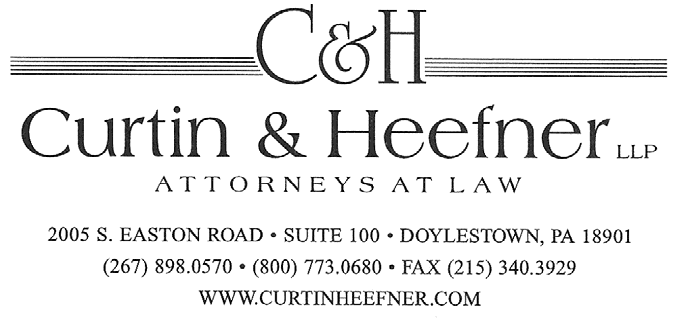 C&H
Curtin & Heefner LLP
ATTORNEYS AT LAW
2005 S. EASTON ROAD • SUITE 100 • DOYLESTOWN, PA 18901
(267) 898.0570 • (800) 773.0680 • FAX (215) 340.3929
WWW.CURTINHEEFNER.COM